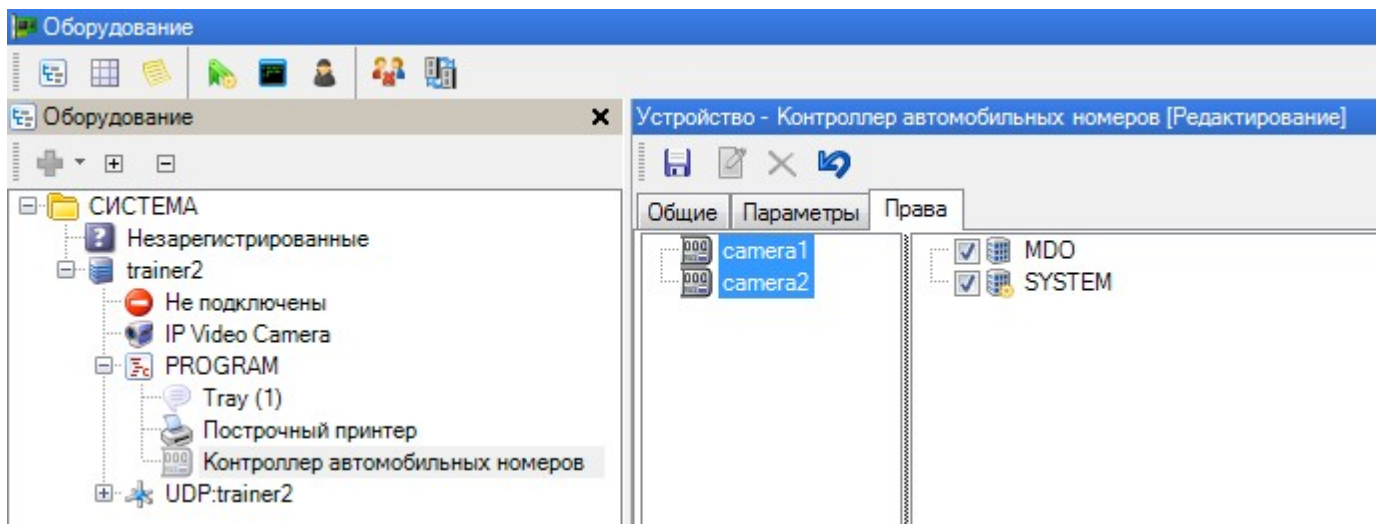 Оборудование
Оборудование
СИСТЕМА
Незарегистрированные
trainer2
Не подключены
IP Video Camera
PROGRAM
Tray (1)
Построчный принтер
Контроллер автомобильных номеров
UDP:trainer2
Устройство - Контроллер автомобильных номеров [Редактирование]
Общие Параметры Права
camera1
camera2
MDO
SYSTEM